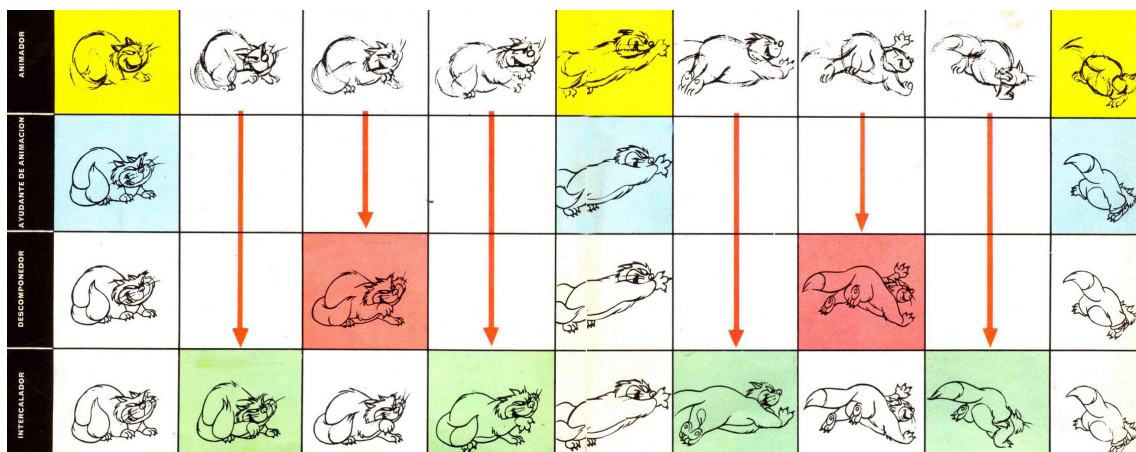 ANIMADOR
AYUDANTE DE ANIMACION
DESCOMPONEDOR
INTERCALADOR